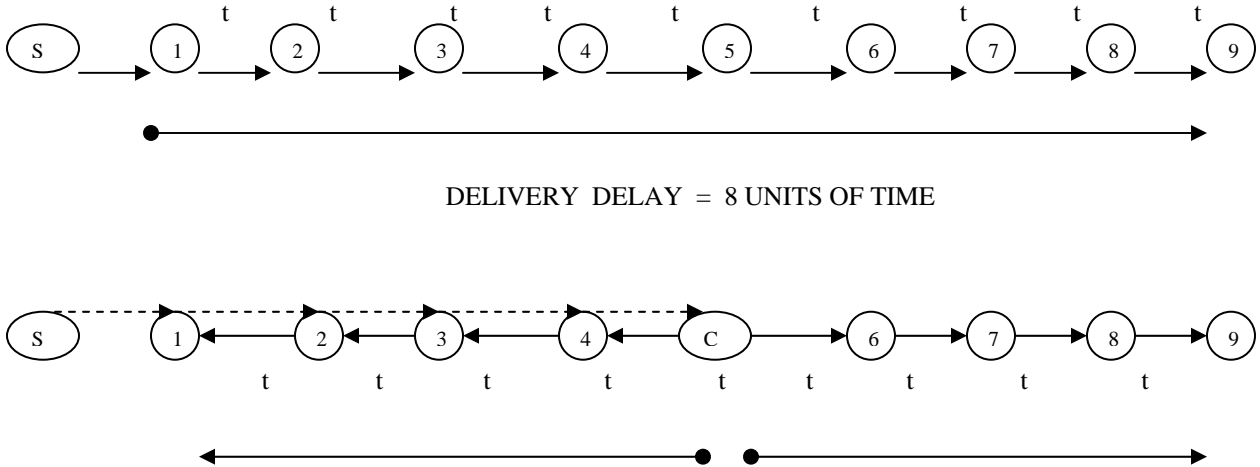 t t t t t t t t t
S 1 2 3 4 5 6 7 8 9
DELIVERY DELAY = 8 UNITS OF TIME
S 1 2 3 4 C 6 7 8 9
t t t t t t t t t